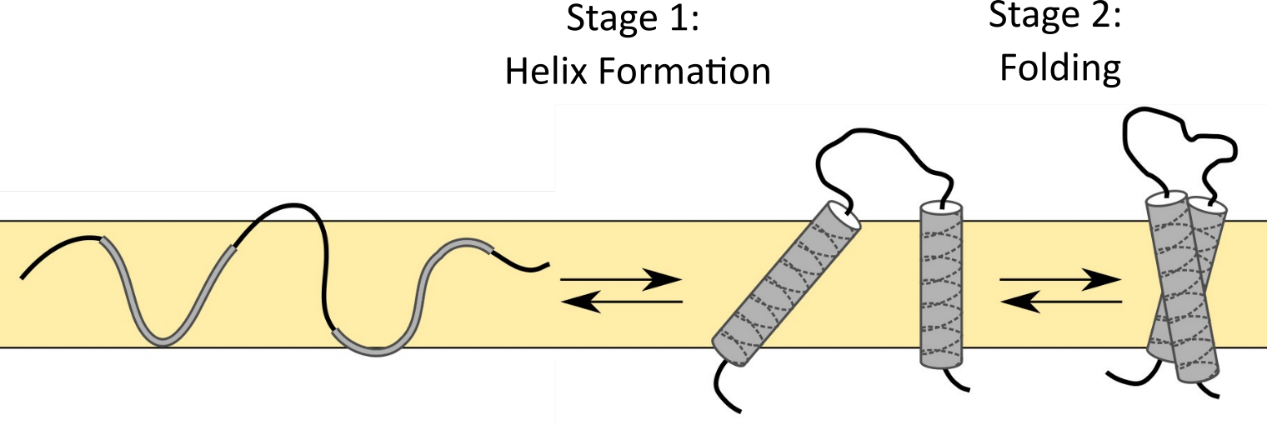 Stage 1:
Helix Formation
Stage 2:
Folding